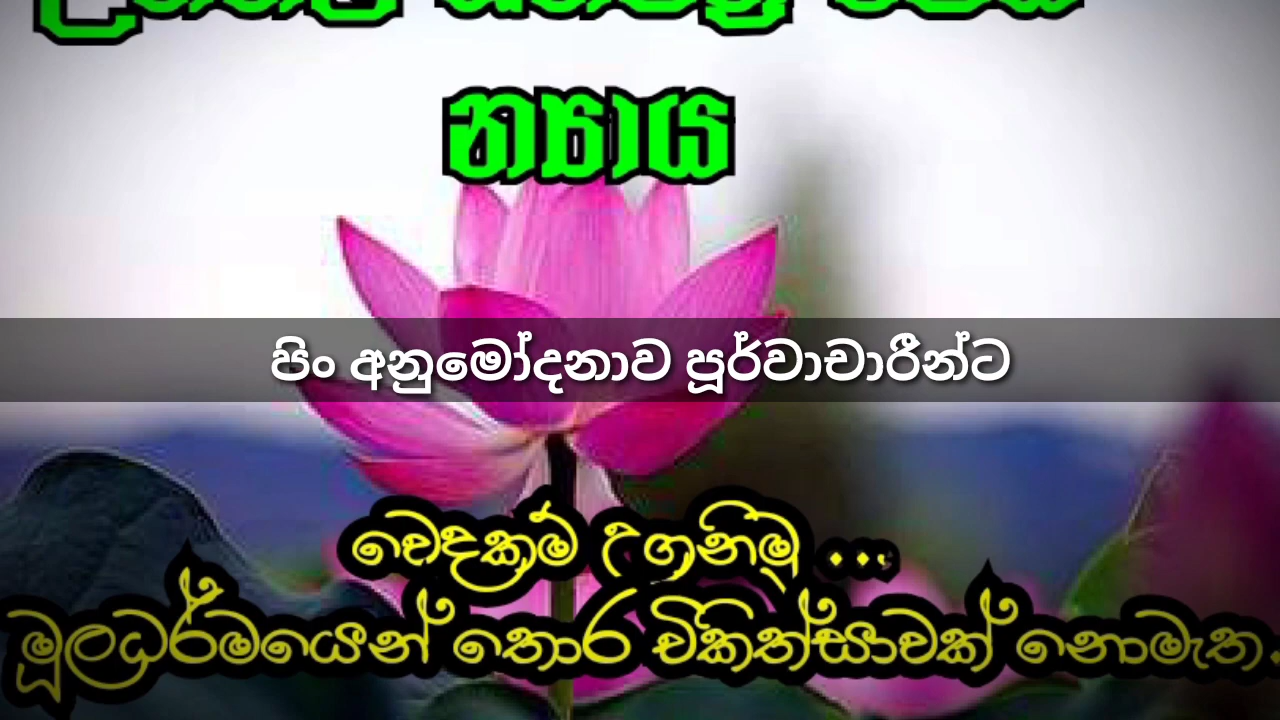 න්‍යාය
පිං අනුමෝදනාව පූර්වාචාරීන්ට
වෙදකම් උගනිමු ...
මූලධර්මයෙන් තොර චිකිත්සාවක් නොමැත.